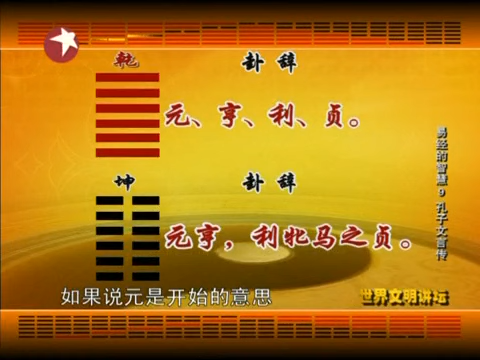 乾 卦辞
元、亨、利、贞。
坤 卦辞
元亨，利牝马之贞。
易经的智慧9 孔子文言传
如果说元是开始的意思
世界文明讲坛